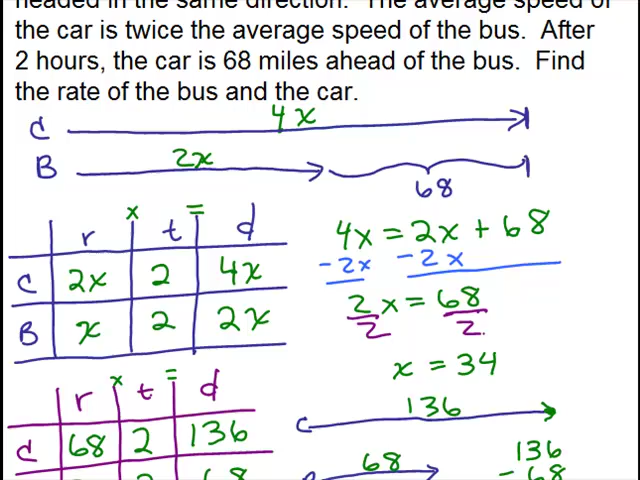 headed in the same direction. The average speed of
the car is twice the average speed of the bus. After
2 hours, the car is 68 miles ahead of the bus. Find
the rate of the bus and the car.
C 4x
B 2x 68
r x t = d
C 2x 2 4x
B x 2 2x
4x = 2x + 68
-2x -2x
2x = 68
2 2
x = 34
r x t = d
C 68 2 136
2 68
C 136
68
136
- 68